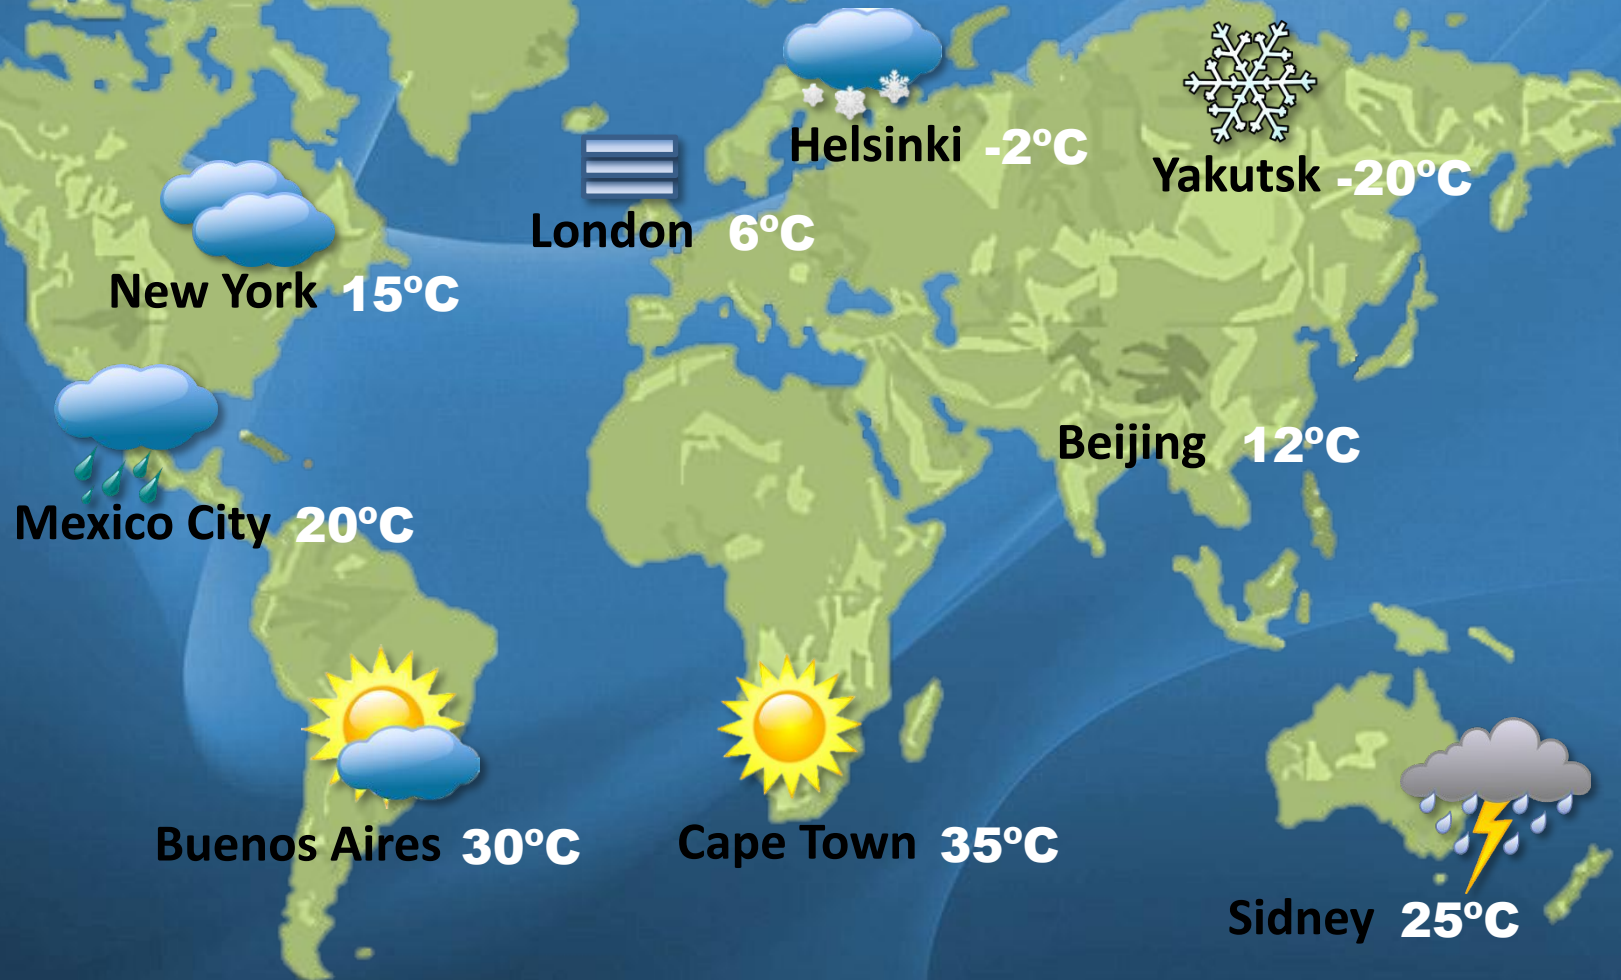 Helsinki -2ºC
Yakutsk -20ºC
London 6ºC
New York 15ºC
Beijing 12ºC
Mexico City 20ºC
Buenos Aires 30ºC
Cape Town 35ºC
Sidney 25ºC